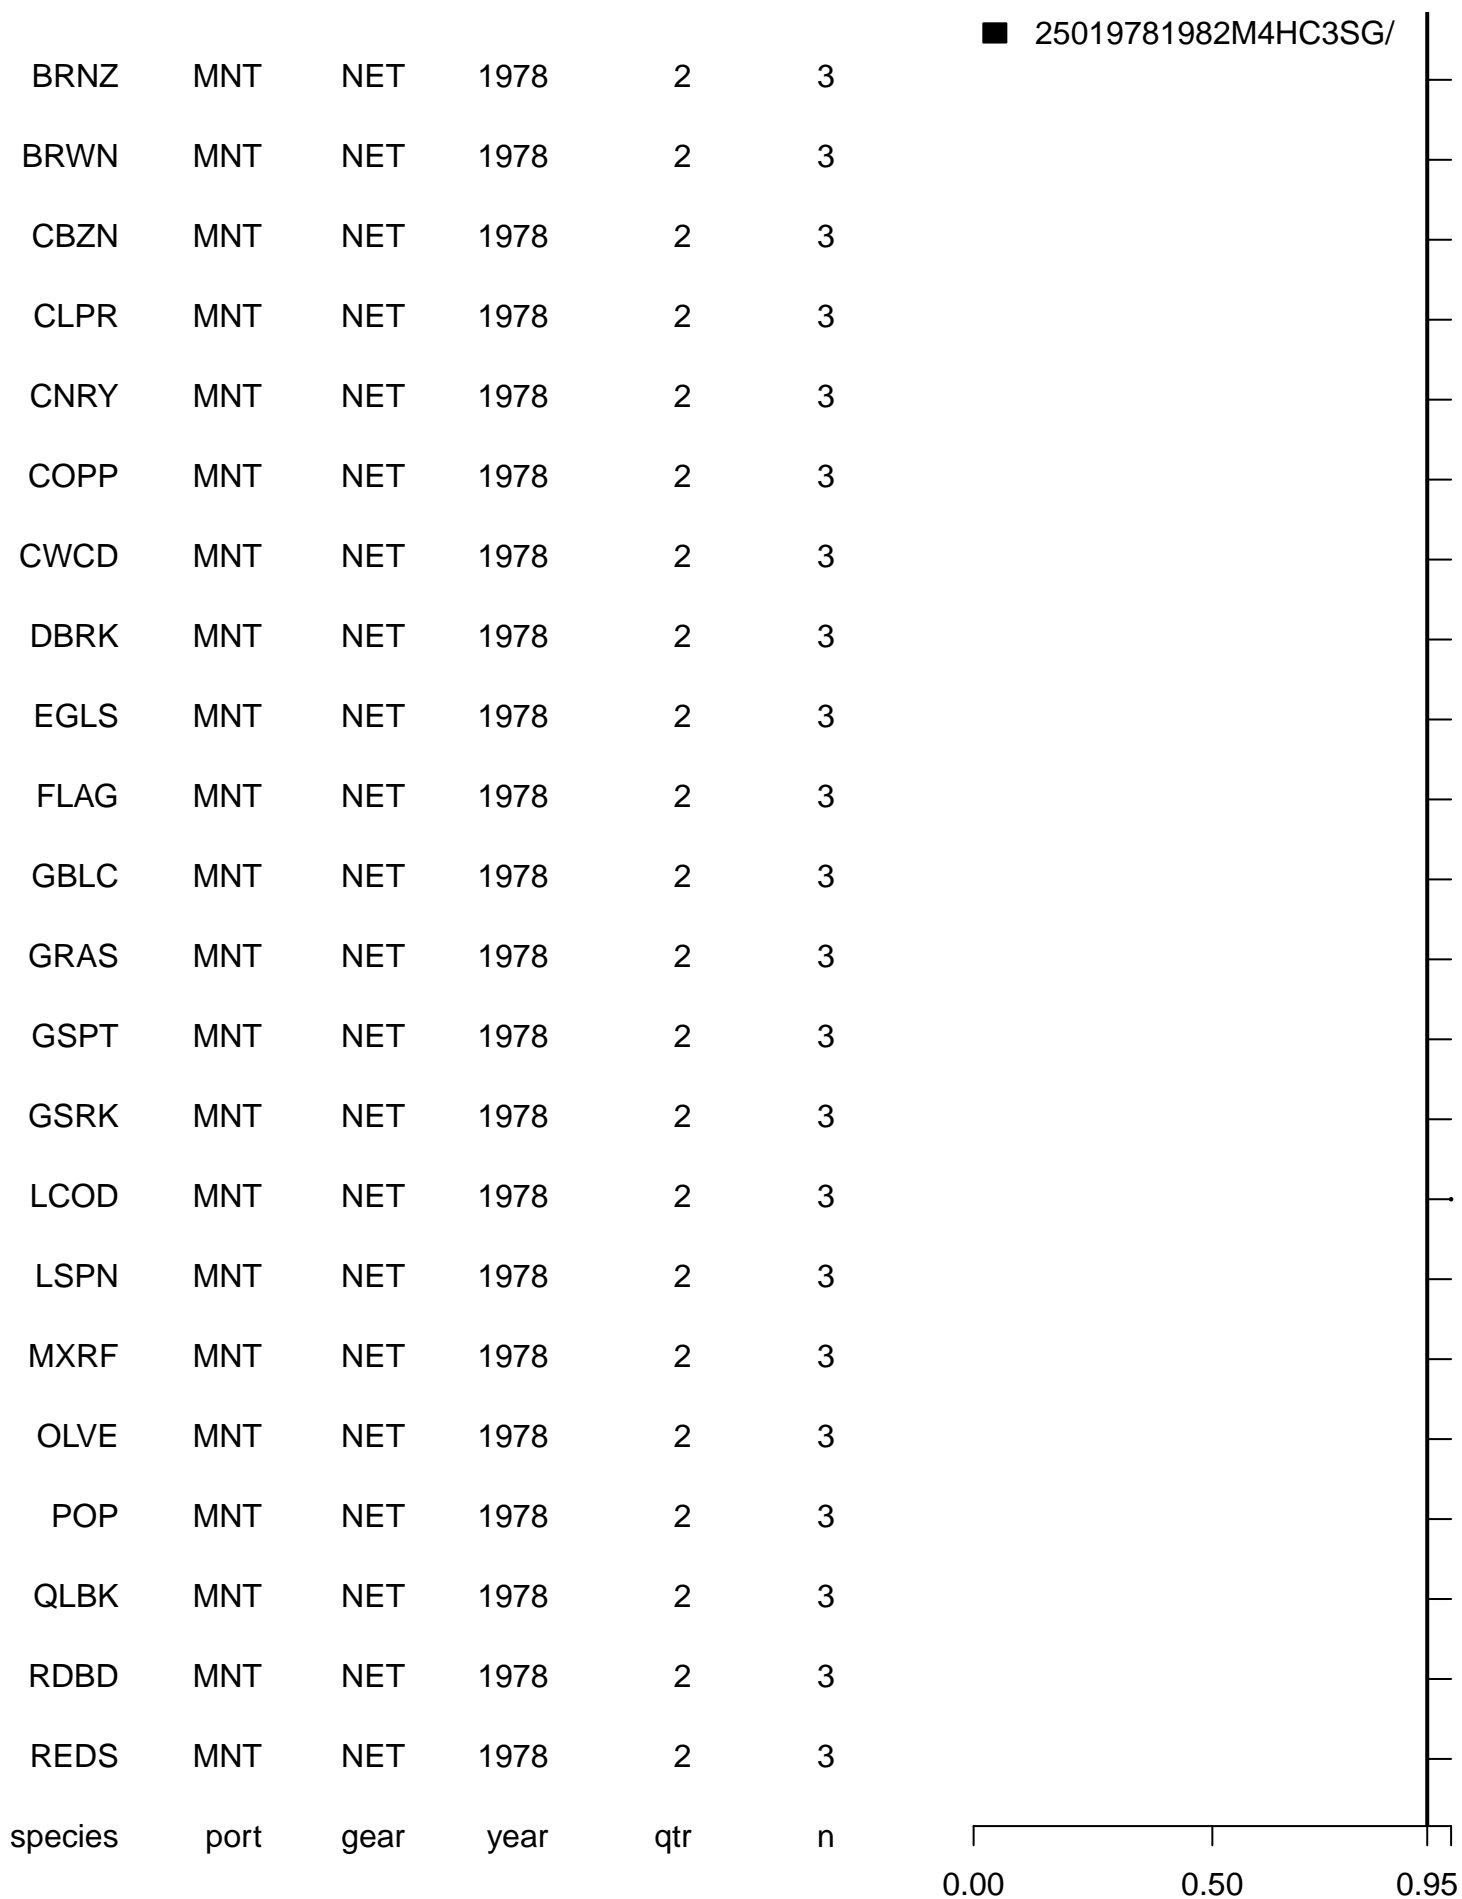 25019781982M4HC3SG/
BRNZ MNT NET 1978 2 3
BRWN MNT NET 1978 2 3
CBZN MNT NET 1978 2 3
CLPR MNT NET 1978 2 3
CNRY MNT NET 1978 2 3
COPP MNT NET 1978 2 3
CWCD MNT NET 1978 2 3
DBRK MNT NET 1978 2 3
EGLS MNT NET 1978 2 3
FLAG MNT NET 1978 2 3
GBLC MNT NET 1978 2 3
GRAS MNT NET 1978 2 3
GSPT MNT NET 1978 2 3
GSRK MNT NET 1978 2 3
LCOD MNT NET 1978 2 3
LSPN MNT NET 1978 2 3
MXRF MNT NET 1978 2 3
OLVE MNT NET 1978 2 3
POP MNT NET 1978 2 3
QLBK MNT NET 1978 2 3
RDBD MNT NET 1978 2 3
REDS MNT NET 1978 2 3
species port gear year qtr n
0.00 0.50 0.95